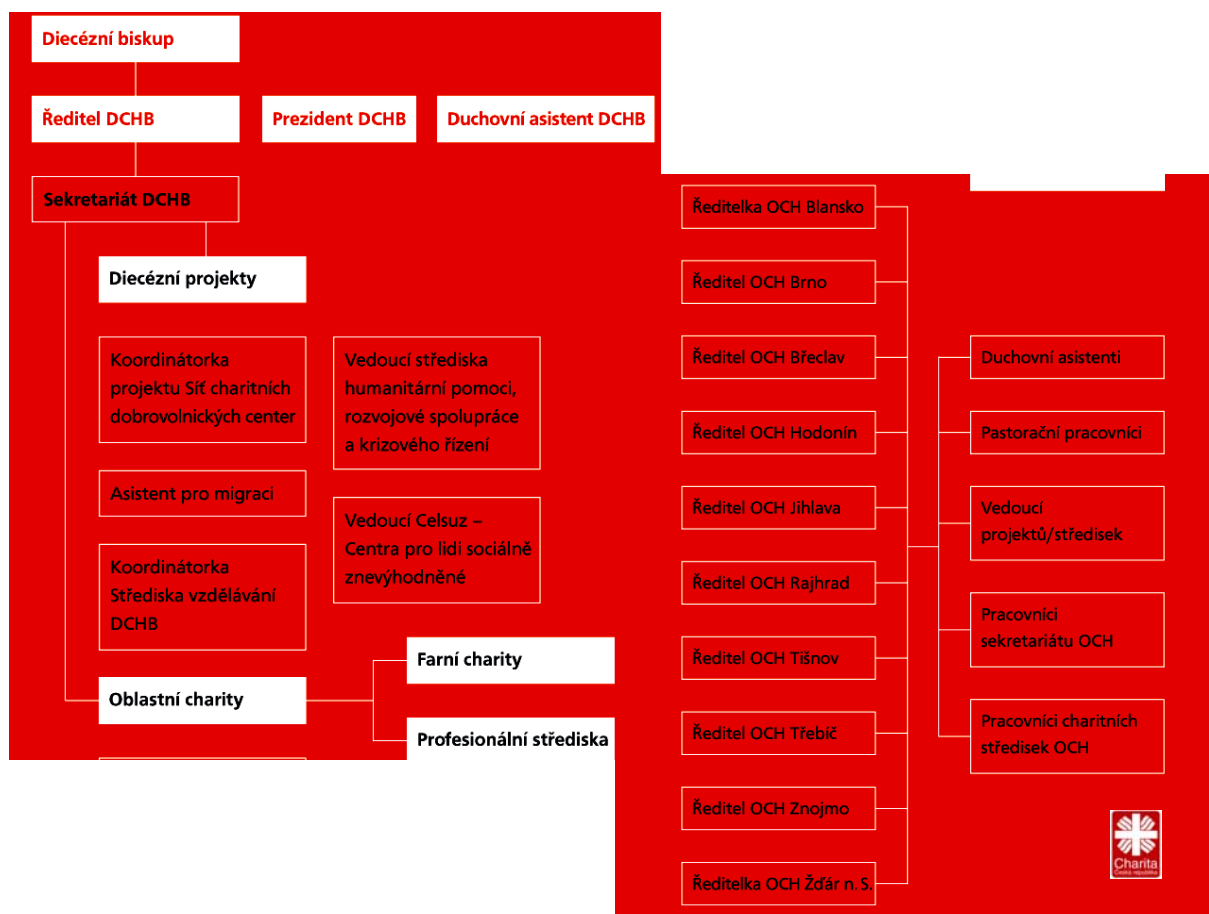 Diecézní biskup
Ředitel DCHB
Prezident DCHB
Duchovní asistent DCHB
Sekretariát DCHB
Diecézní projekty
Koordinátorka
projektu Síť charitních
dobrovolnických center
Vedoucí střediska
humanitární pomoci,
rozvojové spolupráce
a krizového řízení
Asistent pro migraci
Vedoucí Celsuz –
Centra pro lidi sociálně
znevýhodněné
Koordinátorka
Střediska vzdělávání
DCHB
Oblastní charity
Farní charity
Profesionální střediska
Ředitelka OCH Blansko
Ředitel OCH Brno
Ředitel OCH Břeclav
Ředitel OCH Hodonín
Ředitel OCH Jihlava
Ředitel OCH Rajhrad
Ředitel OCH Tišnov
Ředitel OCH Třebíč
Ředitel OCH Znojmo
Ředitelka OCH Žďár n. S.
Duchovní asistenti
Pastorační pracovníci
Vedoucí
projektů/středisek
Pracovníci
sekretariátu OCH
Pracovníci charitních
středisek OCH
Charita
Česká republika